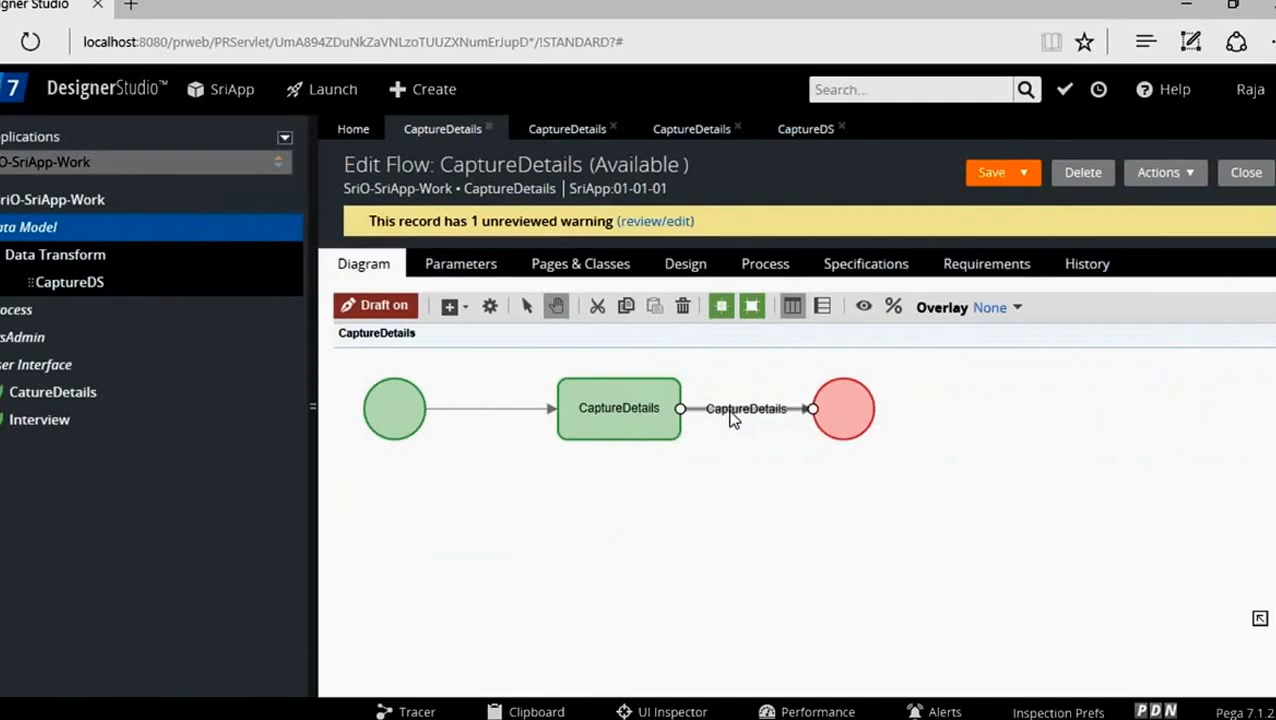 igner Studio
localhost:8080/prweb/PRServlet/UmA894ZDuNkZaVNLzoTUUZXNumErJupD*/!STANDARD?#
7 DesignerStudio™ SriApp Launch Create Search... Help Raja
pplications
iO-SriApp-Work
riO-SriApp-Work
ata Model
Data Transform
CaptureDS
ocess
sAdmin
ser Interface
CatureDetails
Interview
Home CaptureDetails CaptureDetails CaptureDetails CaptureDS
Edit Flow: CaptureDetails (Available )
SriO-SriApp-Work • CaptureDetails | SriApp:01-01-01
Save Delete Actions Close
This record has 1 unreviewed warning (review/edit)
Diagram Parameters Pages & Classes Design Process Specifications Requirements History
Draft on Overlay None
CaptureDetails
CaptureDetails CaptureDetails
Tracer Clipboard UI Inspector Performance Alerts Inspection Prefs PDN Pega 7.1.2